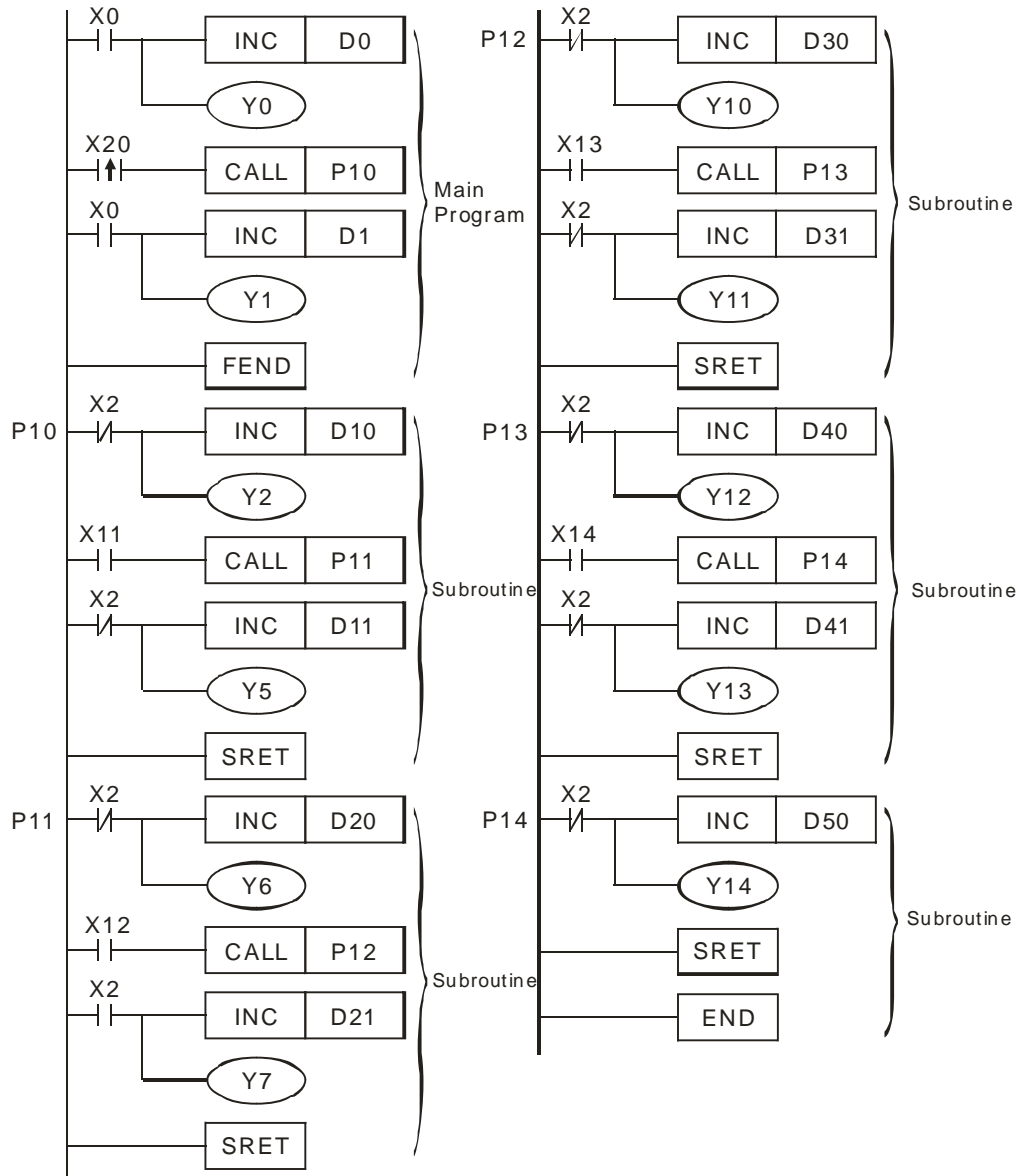 X0
INC D0
Y0
X20
CALL P10
X0
INC D1
Y1
FEND
Main
Program
P10
X2
INC D10
Y2
X11
CALL P11
X2
INC D11
Y5
SRET
Subroutine
P11
X2
INC D20
Y6
X12
CALL P12
X2
INC D21
Y7
SRET
Subroutine
P12
X2
INC D30
Y10
X13
CALL P13
X2
INC D31
Y11
SRET
Subroutine
P13
X2
INC D40
Y12
X14
CALL P14
X2
INC D41
Y13
SRET
Subroutine
P14
X2
INC D50
Y14
SRET
END
Subroutine